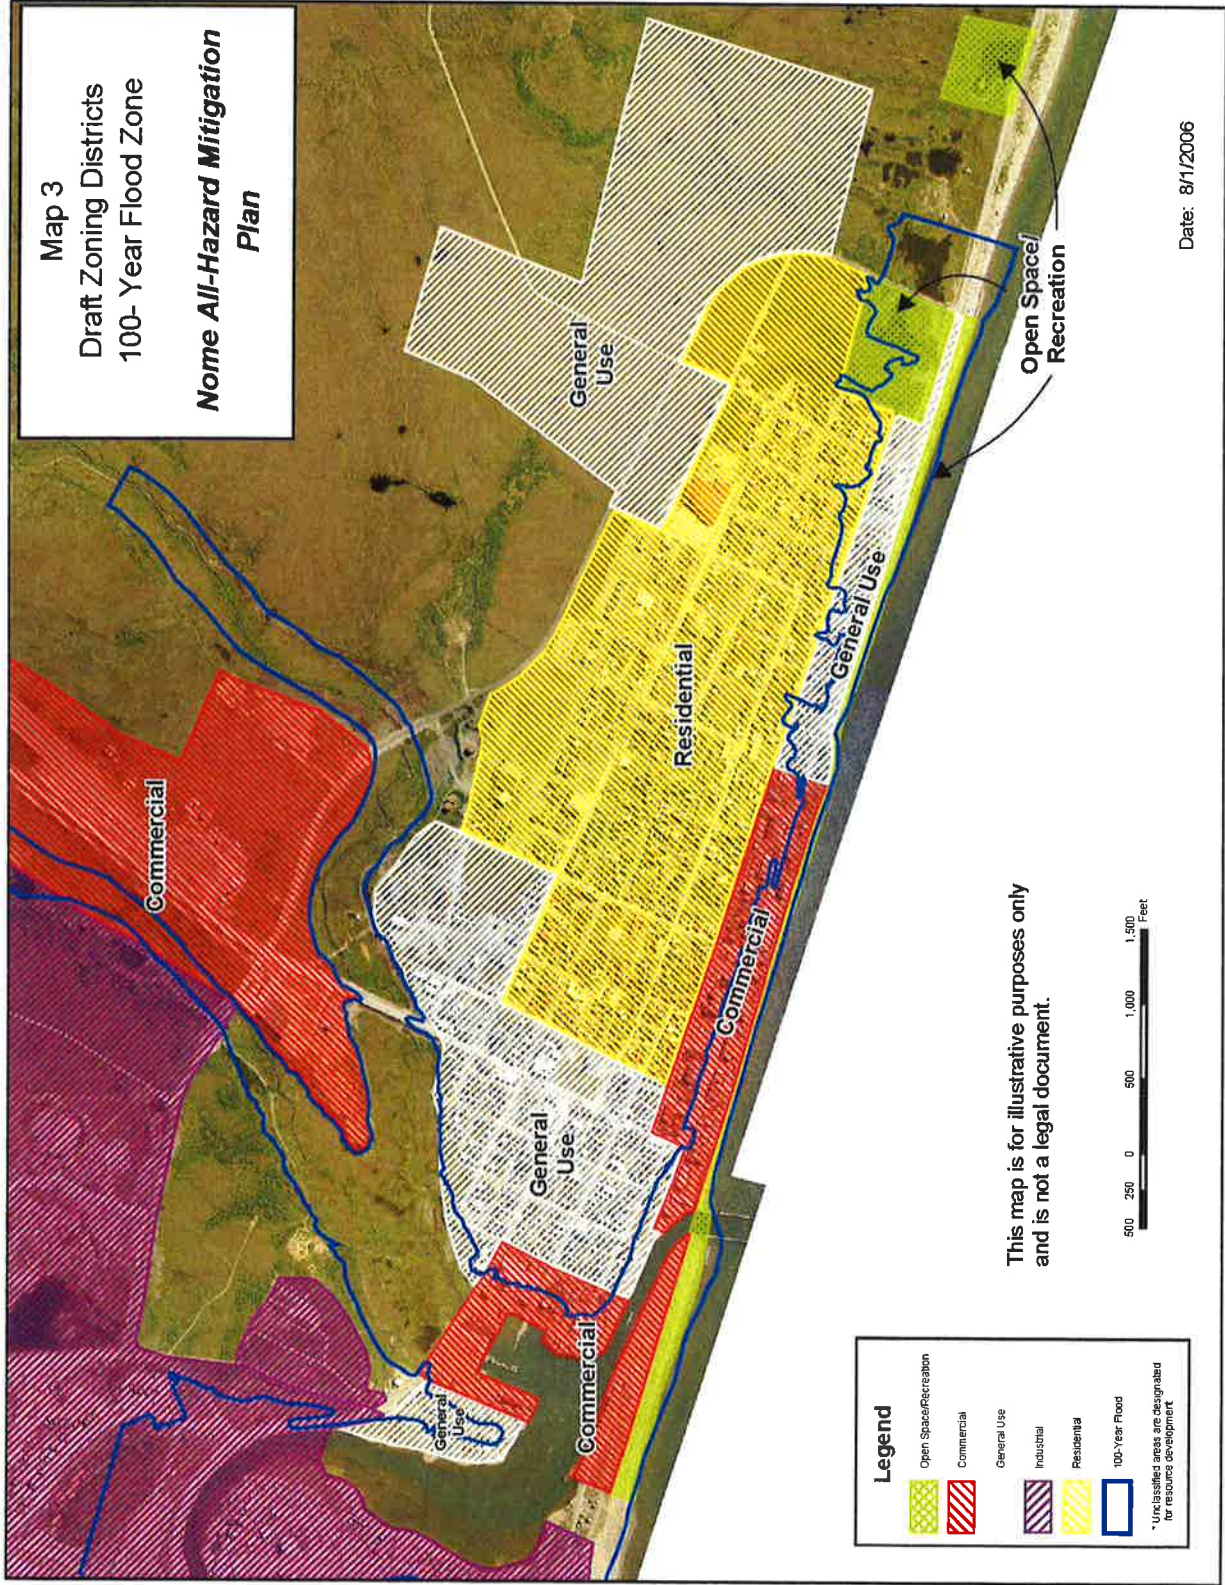 Map 3
Draft Zoning Districts
100- Year Flood Zone
Nome All-Hazard Mitigation
Plan
Commercial
General
Use
Residential
General Use
Open Space/
Recreation
Commercial
General
Use
Commercial
General
Use
Date: 8/1/2006
This map is for illustrative purposes only
and is not a legal document.
500 250 0 500 1,000 1,500
Feet
Legend
Open Space/Recreation
Commercial
General Use
Industrial
Residential
100-Year Flood
* Unclassified areas are designated
for resource development